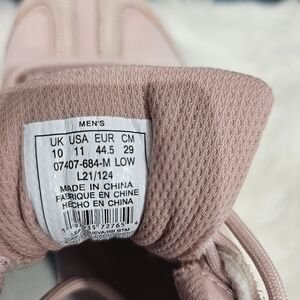 MEN'S
UK USA EUR CM
10 11 44.5 29
07407-684-M LOW
L21/124
MADE IN CHINA
FABRIQUE EN CHINE
HECHO EN CHINA